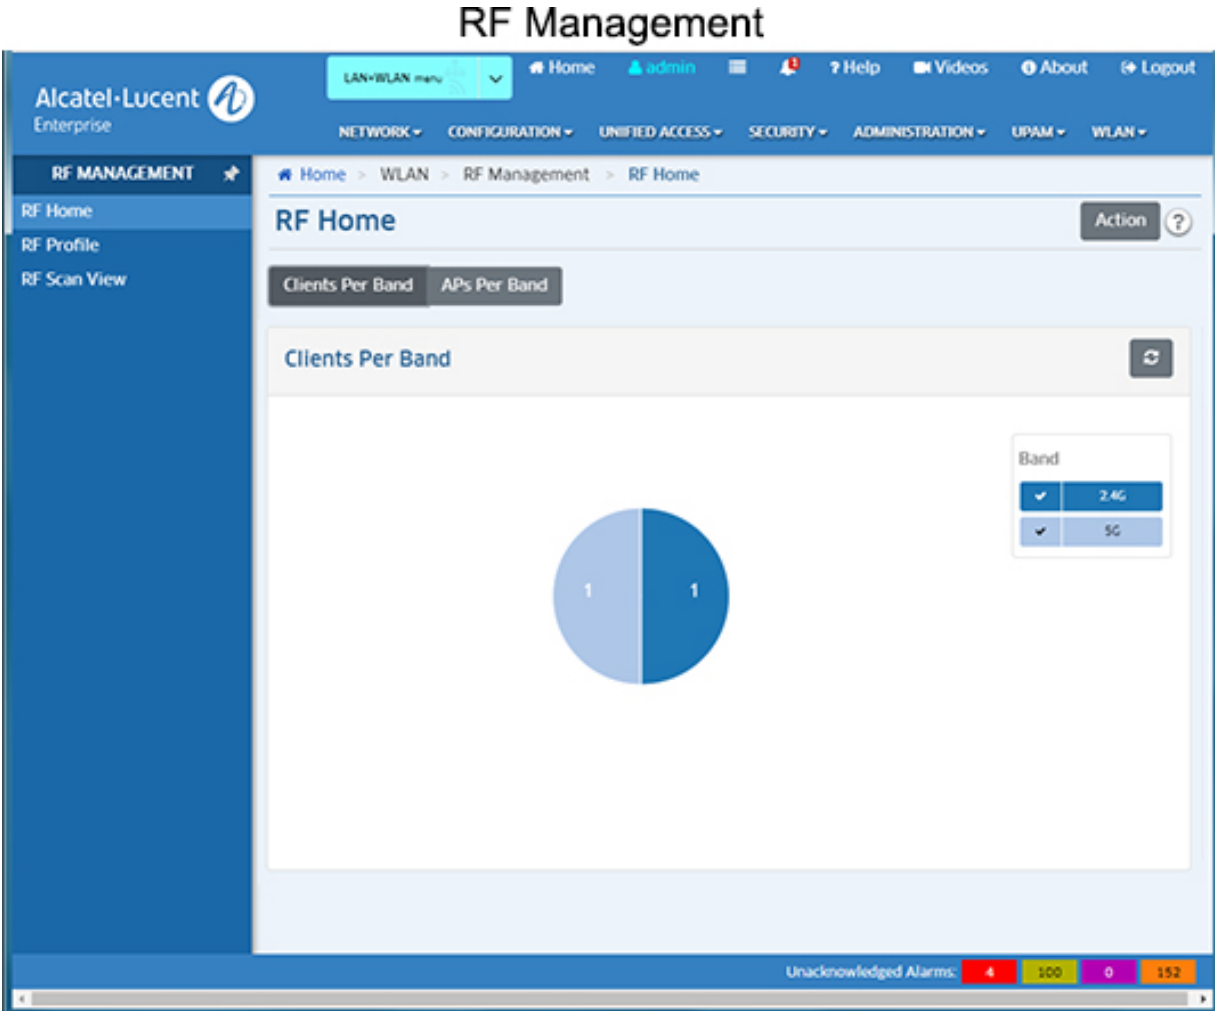 RF Management
LAN+WLAN menu
Home
admin
? Help
Videos
About
Logout
Alcatel·Lucent
Enterprise
NETWORK
CONFIGURATION
UNIFIED ACCESS
SECURITY
ADMINISTRATION
UPAM
WLAN
RF MANAGEMENT
Home > WLAN > RF Management > RF Home
RF Home
RF Profile
RF Scan View
RF Home
Action
?
Clients Per Band
APs Per Band
Clients Per Band
Band
2.4G
5G
1
1
Unacknowledged Alarms: 4 100 0 152